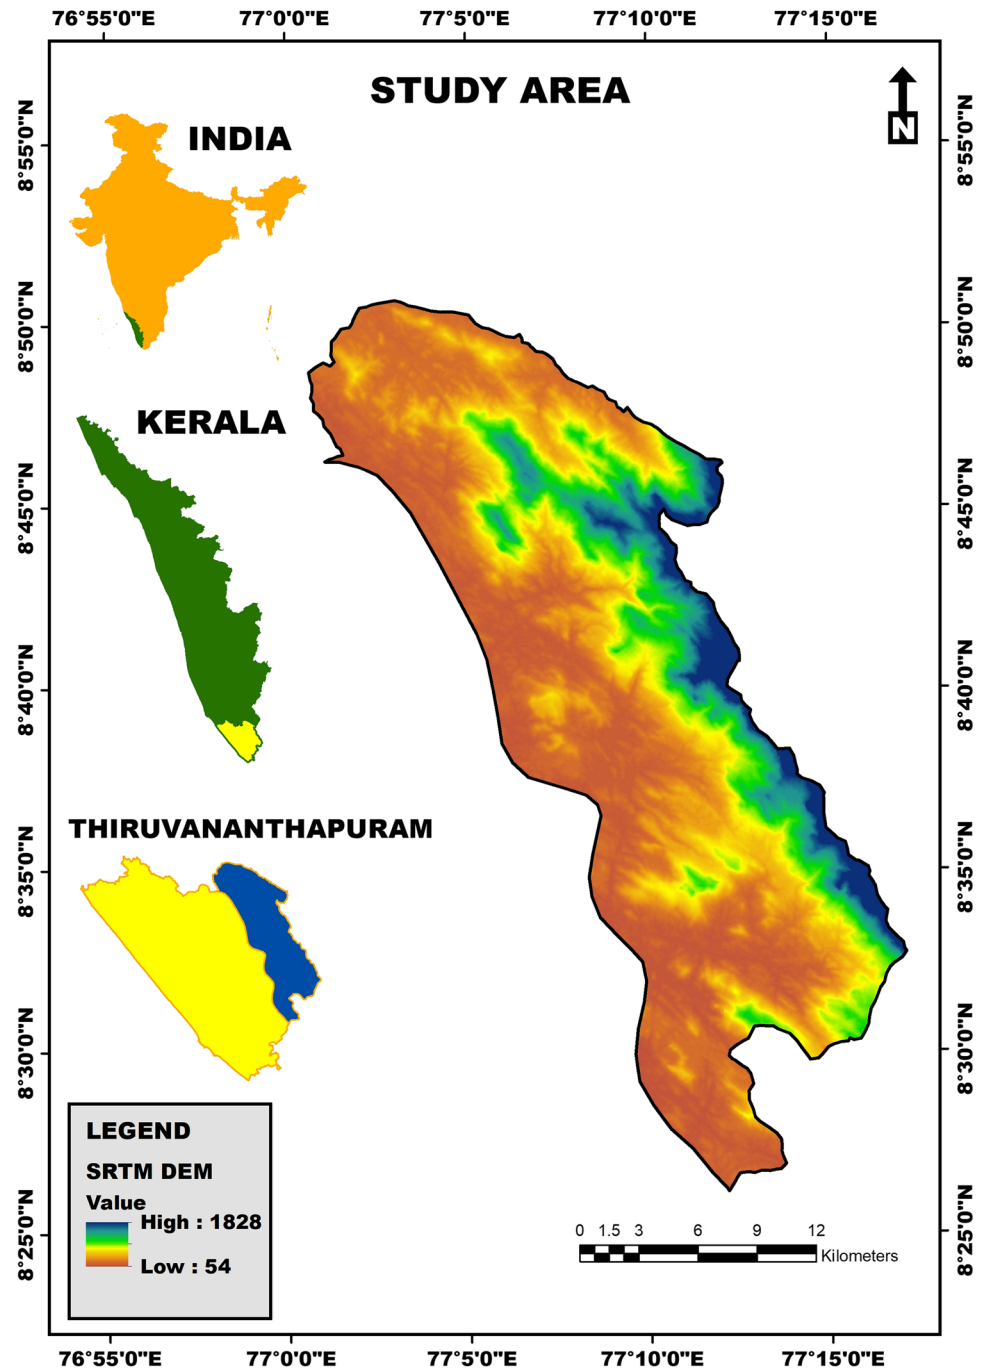 76°55'0"E 77°0'0"E 77°5'0"E 77°10'0"E 77°15'0"E
STUDY AREA
N
INDIA
KERALA
THIRUVANANTHAPURAM
8°55'0"N
8°50'0"N
8°45'0"N
8°40'0"N
8°35'0"N
8°30'0"N
8°25'0"N
8°55'0"N
8°50'0"N
8°45'0"N
8°40'0"N
8°35'0"N
8°30'0"N
8°25'0"N
LEGEND
SRTM DEM
Value
High : 1828
Low : 54
0 1.5 3 6 9 12
Kilometers
76°55'0"E 77°0'0"E 77°5'0"E 77°10'0"E 77°15'0"E